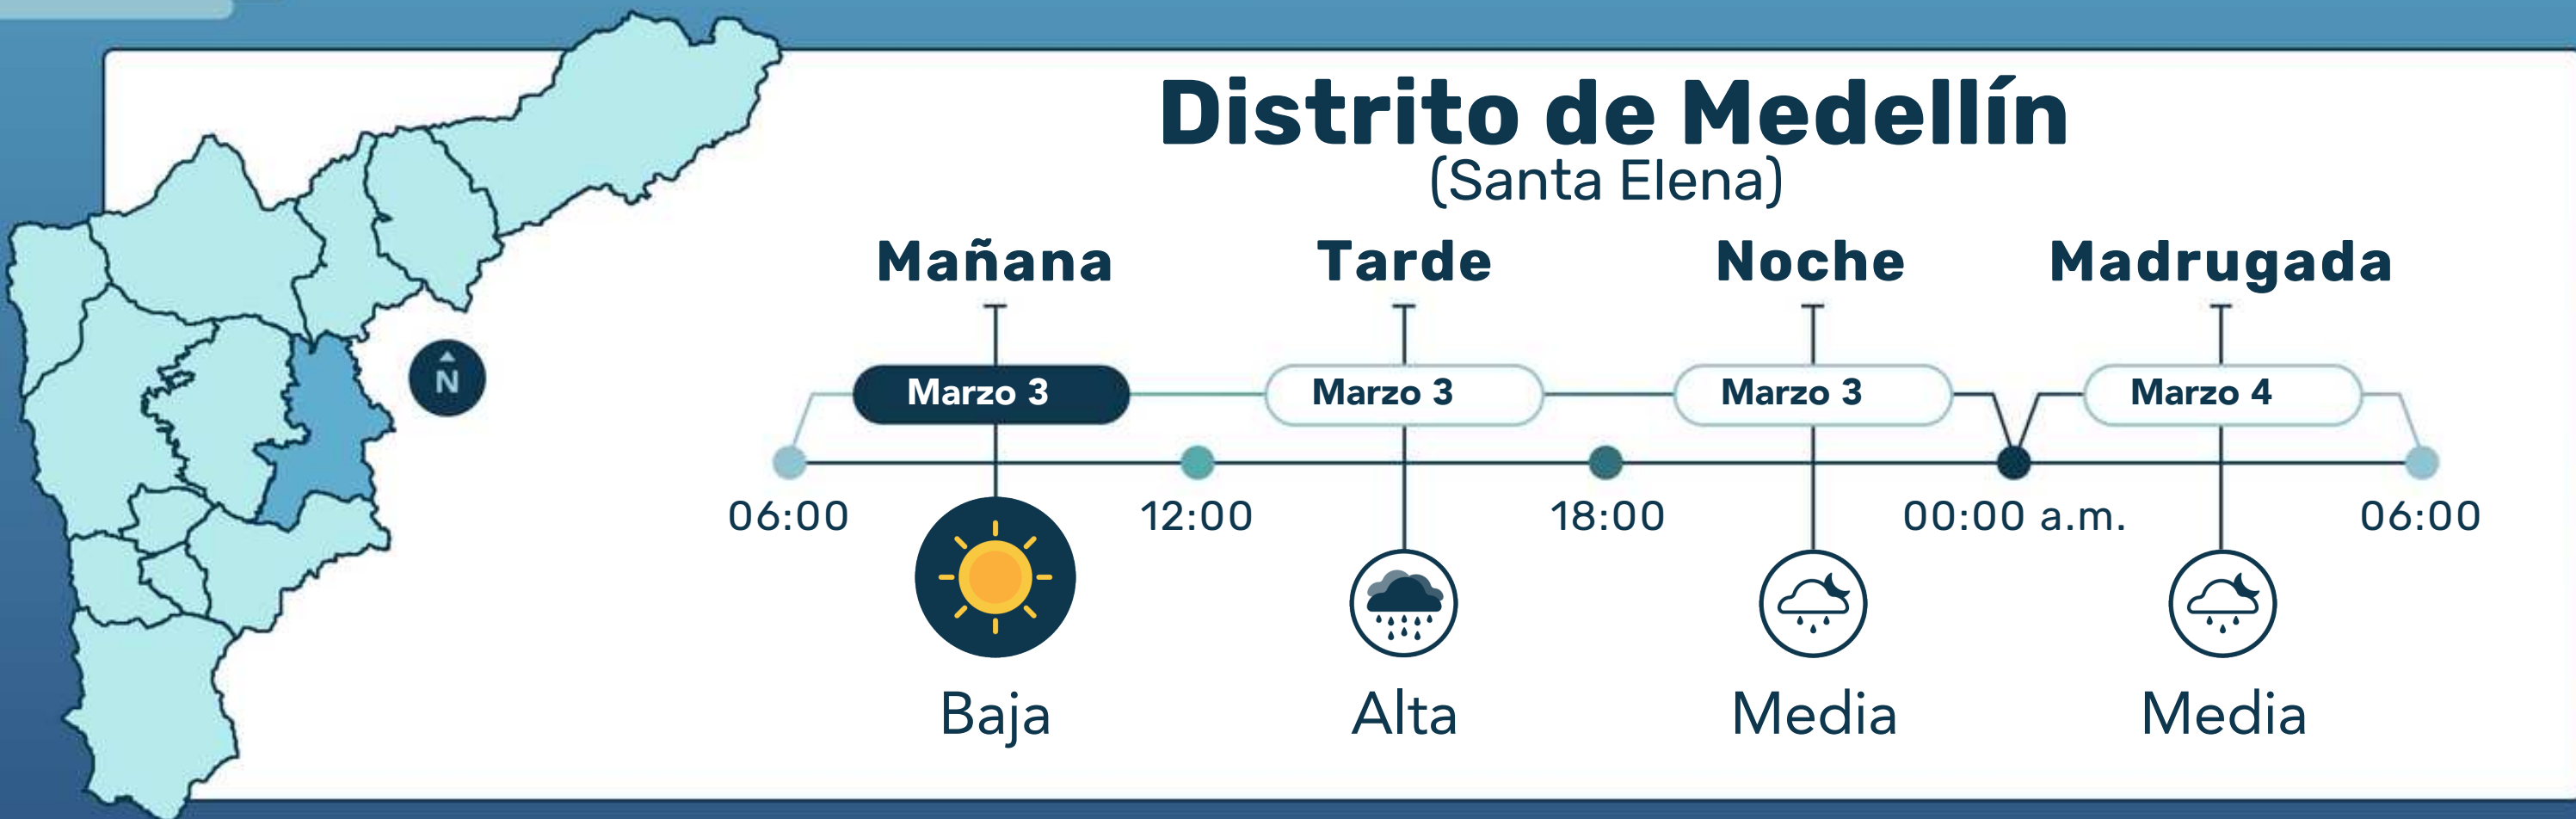 Distrito de Medellín
(Santa Elena)
Mañana Tarde Noche Madrugada
N
Marzo 3 Marzo 3 Marzo 3 Marzo 4
06:00 12:00 18:00 00:00 a.m. 06:00
Baja Alta Media Media